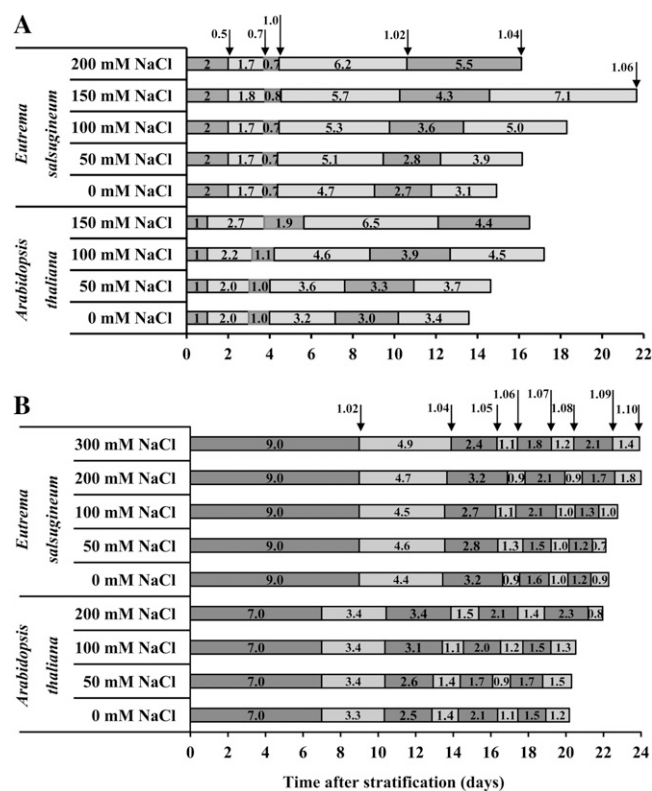 A
0.5 0.7 1.0 1.02 1.04
200 mM NaCl 2 1.7 0.7 6.2 5.5
1.06
150 mM NaCl 2 1.8 0.8 5.7 4.3 7.1
100 mM NaCl 2 1.7 0.7 5.3 3.6 5.0
50 mM NaCl 2 1.7 0.7 5.1 2.8 3.9
0 mM NaCl 2 1.7 0.7 4.7 2.7 3.1
Eutrema
salsugineum
150 mM NaCl 1 2.7 1.9 6.5 4.4
100 mM NaCl 1 2.2 1.1 4.6 3.9 4.5
50 mM NaCl 1 2.0 1.0 3.6 3.3 3.7
0 mM NaCl 1 2.0 1.0 3.2 3.0 3.4
Arabidopsis
thaliana
0 2 4 6 8 10 12 14 16 18 20 22
B
1.02 1.04 1.05 1.06 1.07 1.08 1.09 1.10
300 mM NaCl 9.0 4.9 2.4 1.1 1.8 1.2 2.1 1.4
200 mM NaCl 9.0 4.7 3.2 0.9 2.1 0.9 1.7 1.8
100 mM NaCl 9.0 4.5 2.7 1.1 2.1 1.0 1.3 1.0
50 mM NaCl 9.0 4.6 2.8 1.3 1.5 1.0 1.2 0.7
0 mM NaCl 9.0 4.4 3.2 0.9 1.6 1.0 1.2 0.9
Eutrema
salsugineum
200 mM NaCl 7.0 3.4 3.4 1.5 2.1 1.4 2.3 0.8
100 mM NaCl 7.0 3.4 3.1 1.1 2.0 1.2 1.5 1.3
50 mM NaCl 7.0 3.4 2.6 1.4 1.7 0.9 1.7 1.5
0 mM NaCl 7.0 3.3 2.5 1.4 2.1 1.1 1.5 1.2
Arabidopsis
thaliana
0 2 4 6 8 10 12 14 16 18 20 22 24
Time after stratification (days)